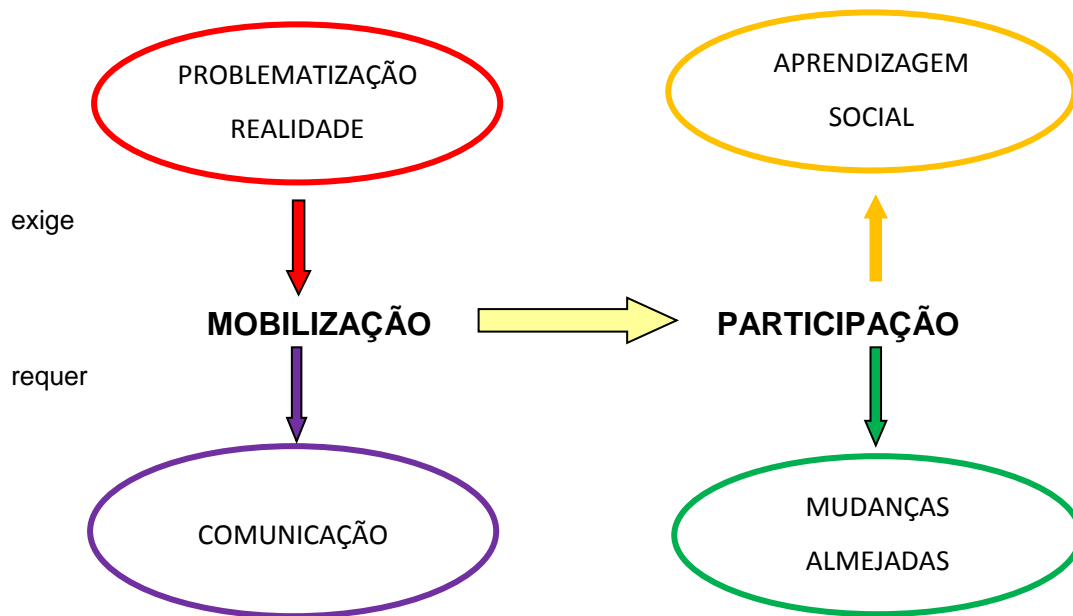 PROBLEMATIZAÇÃO
REALIDADE
APRENDIZAGEM
SOCIAL
exige
MOBILIZAÇÃO
PARTICIPAÇÃO
requer
COMUNICAÇÃO
MUDANÇAS
ALMEJADAS